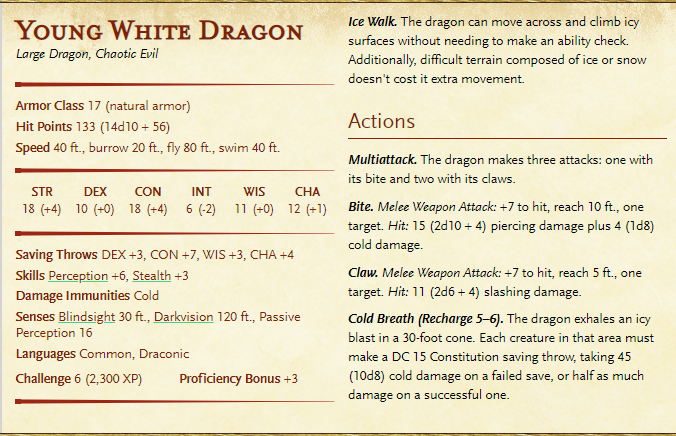 Young White Dragon
Large Dragon, Chaotic Evil
Armor Class 17 (natural armor)
Hit Points 133 (14d10 + 56)
Speed 40 ft., burrow 20 ft., fly 80 ft., swim 40 ft.
STR DEX CON INT WIS CHA
18 (+4) 10 (+0) 18 (+4) 6 (-2) 11 (+0) 12 (+1)
Saving Throws DEX +3, CON +7, WIS +3, CHA +4
Skills Perception +6, Stealth +3
Damage Immunities Cold
Senses Blindsight 30 ft., Darkvision 120 ft., Passive
Perception 16
Languages Common, Draconic
Challenge 6 (2,300 XP) Proficiency Bonus +3
Ice Walk. The dragon can move across and climb icy
surfaces without needing to make an ability check.
Additionally, difficult terrain composed of ice or snow
doesn't cost it extra movement.
Actions
Multiattack. The dragon makes three attacks: one with
its bite and two with its claws.
Bite. Melee Weapon Attack: +7 to hit, reach 10 ft., one
target. Hit: 15 (2d10 + 4) piercing damage plus 4 (1d8)
cold damage.
Claw. Melee Weapon Attack: +7 to hit, reach 5 ft., one
target. Hit: 11 (2d6 + 4) slashing damage.
Cold Breath (Recharge 5–6). The dragon exhales an icy
blast in a 30-foot cone. Each creature in that area must
make a DC 15 Constitution saving throw, taking 45
(10d8) cold damage on a failed save, or half as much
damage on a successful one.